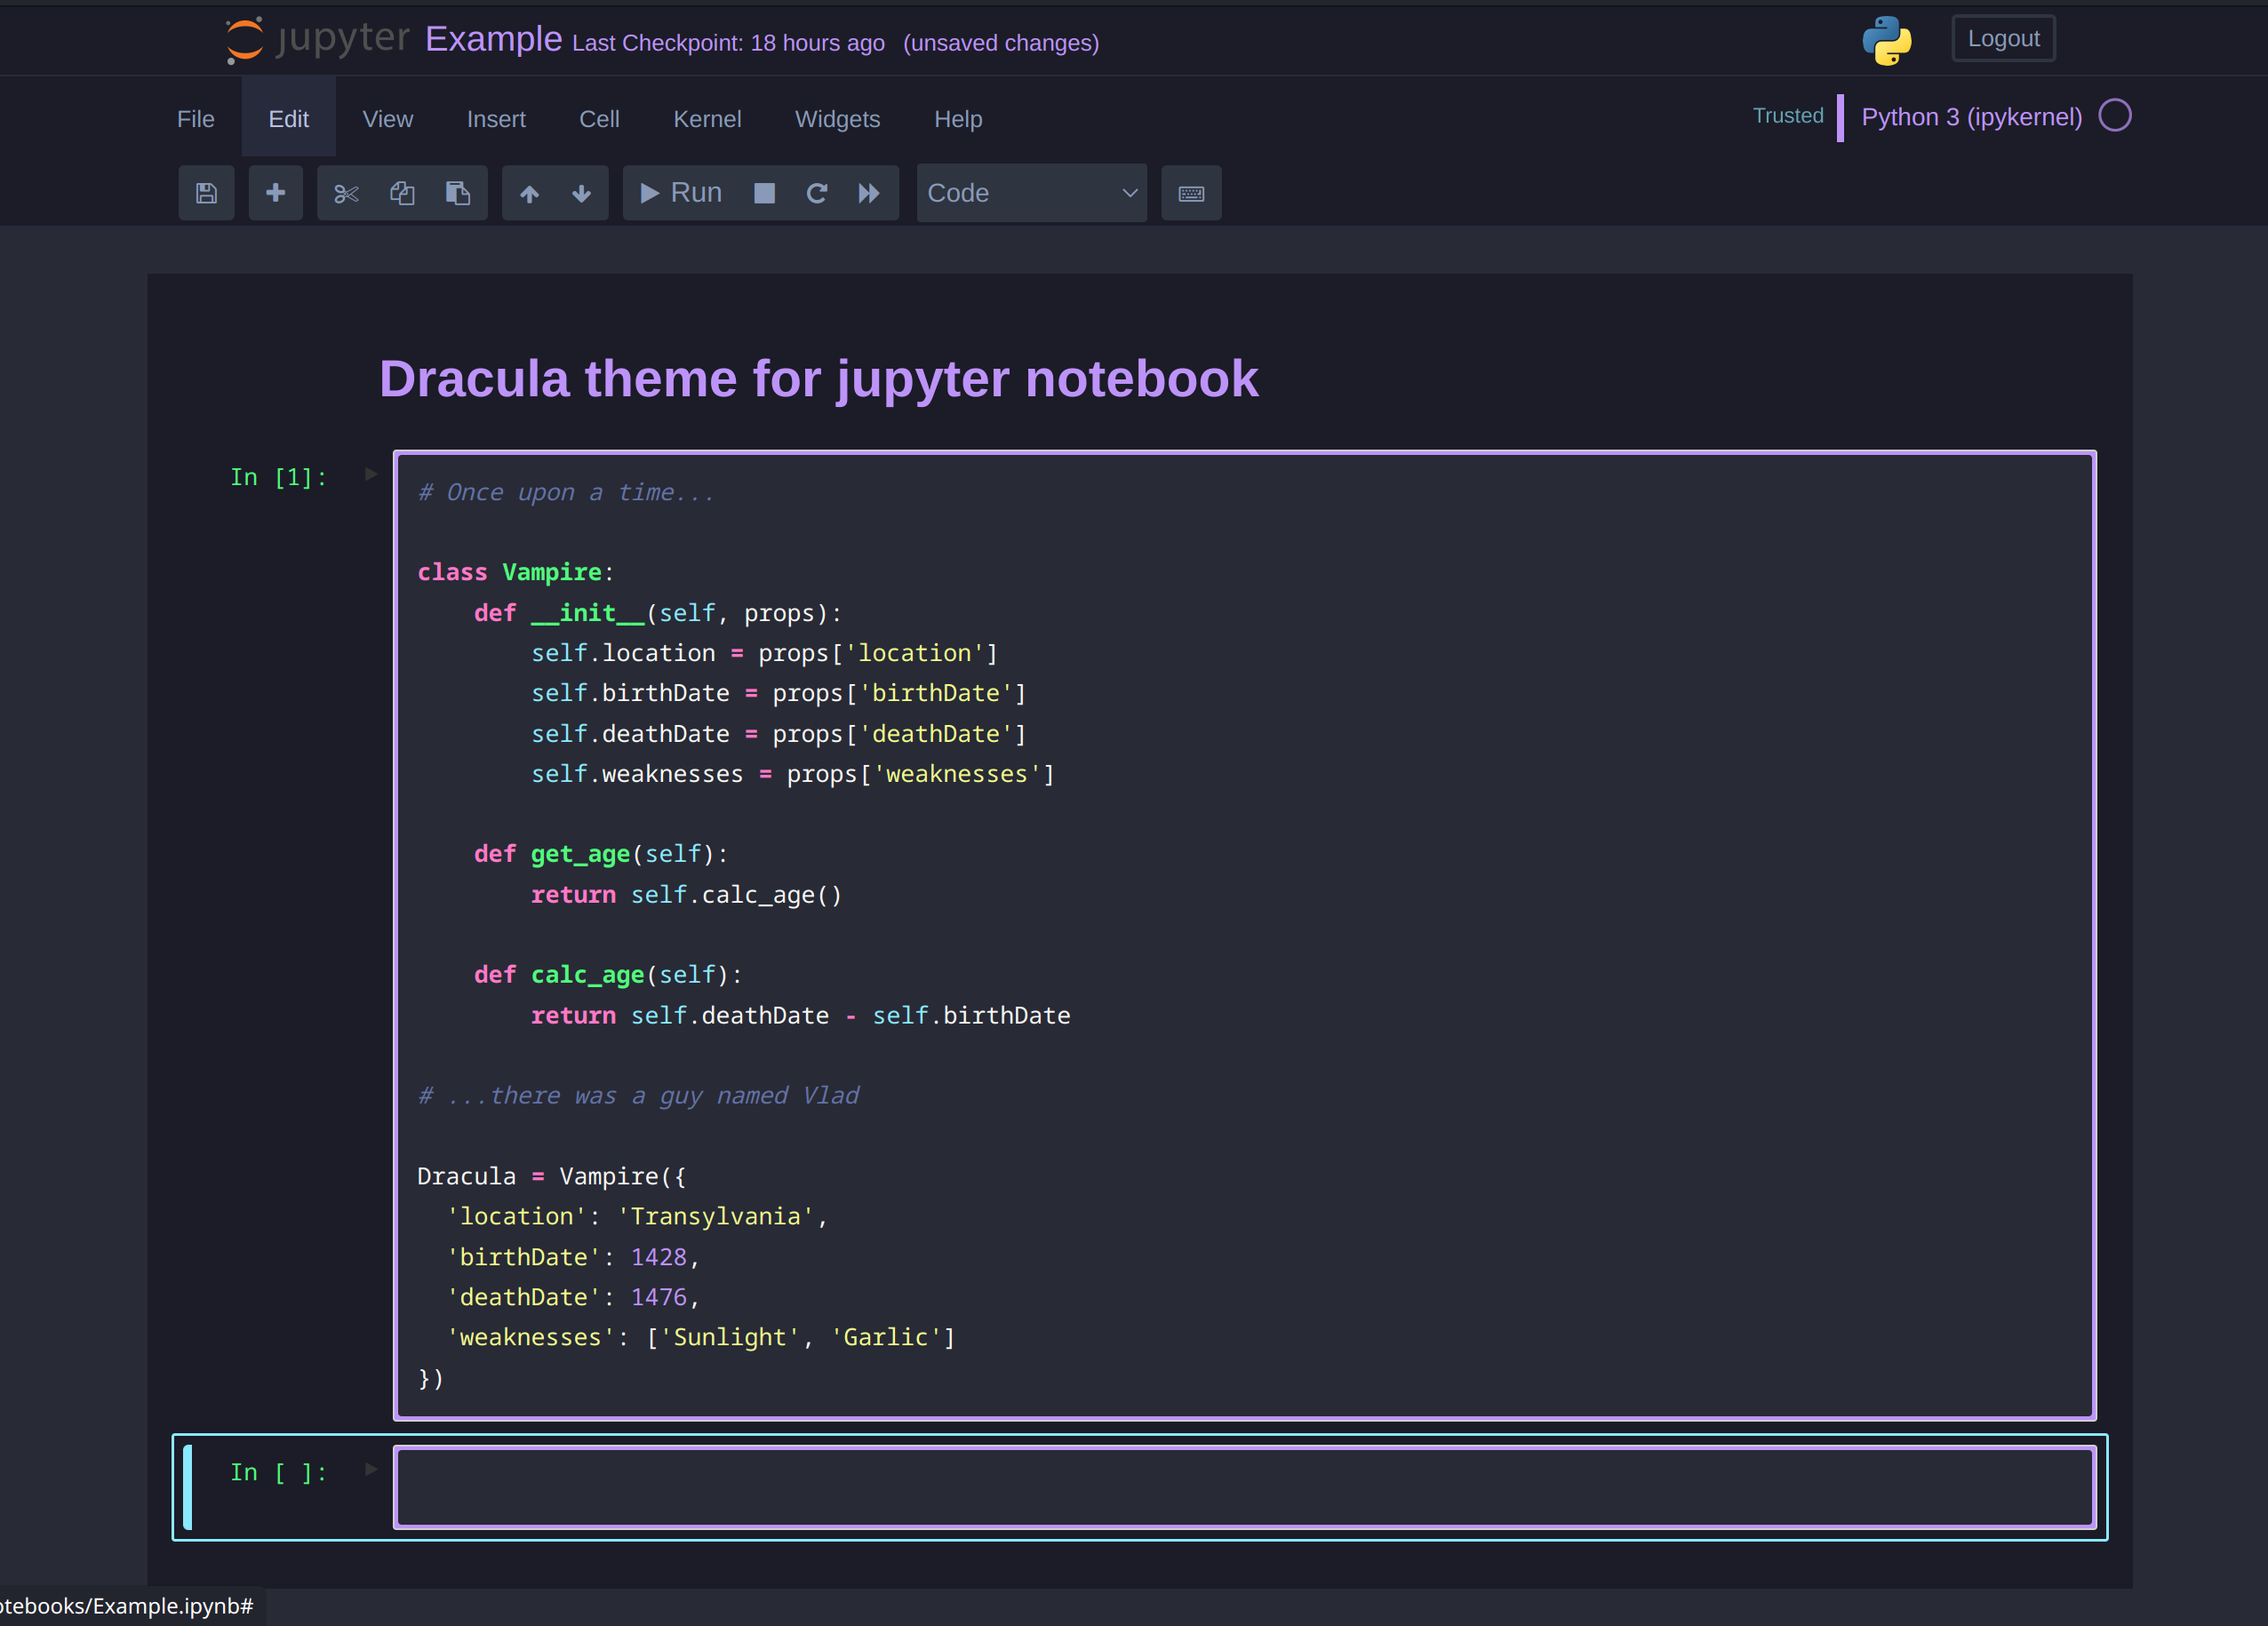 jupyter Example Last Checkpoint: 18 hours ago (unsaved changes) Logout
File Edit View Insert Cell Kernel Widgets Help Trusted Python 3 (ipykernel)
Run Code
Dracula theme for jupyter notebook
In [1]:
# Once upon a time...

class Vampire:
    def __init__(self, props):
        self.location = props['location']
        self.birthDate = props['birthDate']
        self.deathDate = props['deathDate']
        self.weaknesses = props['weaknesses']

    def get_age(self):
        return self.calc_age()

    def calc_age(self):
        return self.deathDate - self.birthDate

# ...there was a guy named Vlad

Dracula = Vampire({
  'location': 'Transylvania',
  'birthDate': 1428,
  'deathDate': 1476,
  'weaknesses': ['Sunlight', 'Garlic']
})
In [ ]:
otebooks/Example.ipynb#